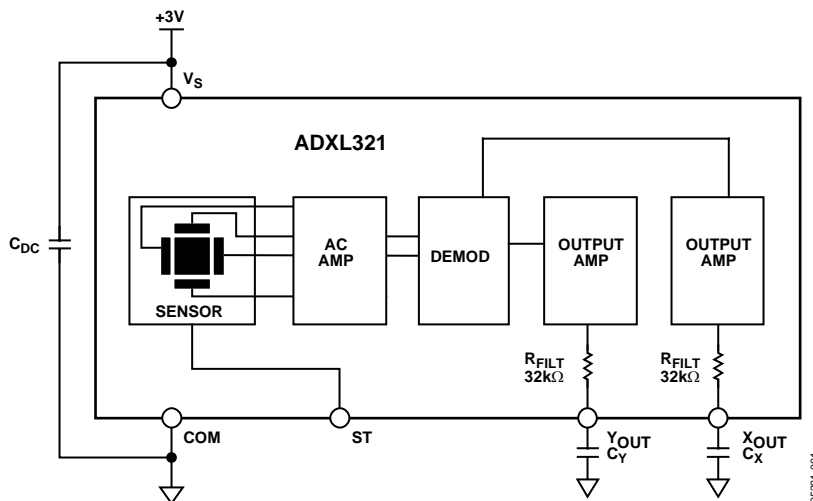 +3V
VS
ADXL321
CDC
SENSOR
AC
AMP
DEMOD
OUTPUT
AMP
OUTPUT
AMP
RFILT
32kΩ
RFILT
32kΩ
COM
ST
YOUT
CY
XOUT
CX